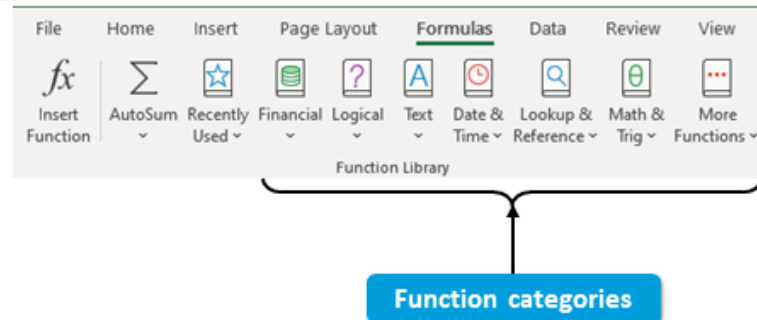 File Home Insert Page Layout Formulas Data Review View
fx Σ A ? θ
Insert AutoSum Recently Financial Logical Text Date & Lookup & Math & More
Function Used Time Reference Trig Functions
Function Library
Function categories